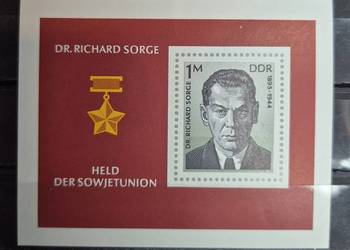 DR. RICHARD SORGE
1M
DDR
DR. RICHARD SORGE
1895-1944
HELD
DER SOWJETUNION